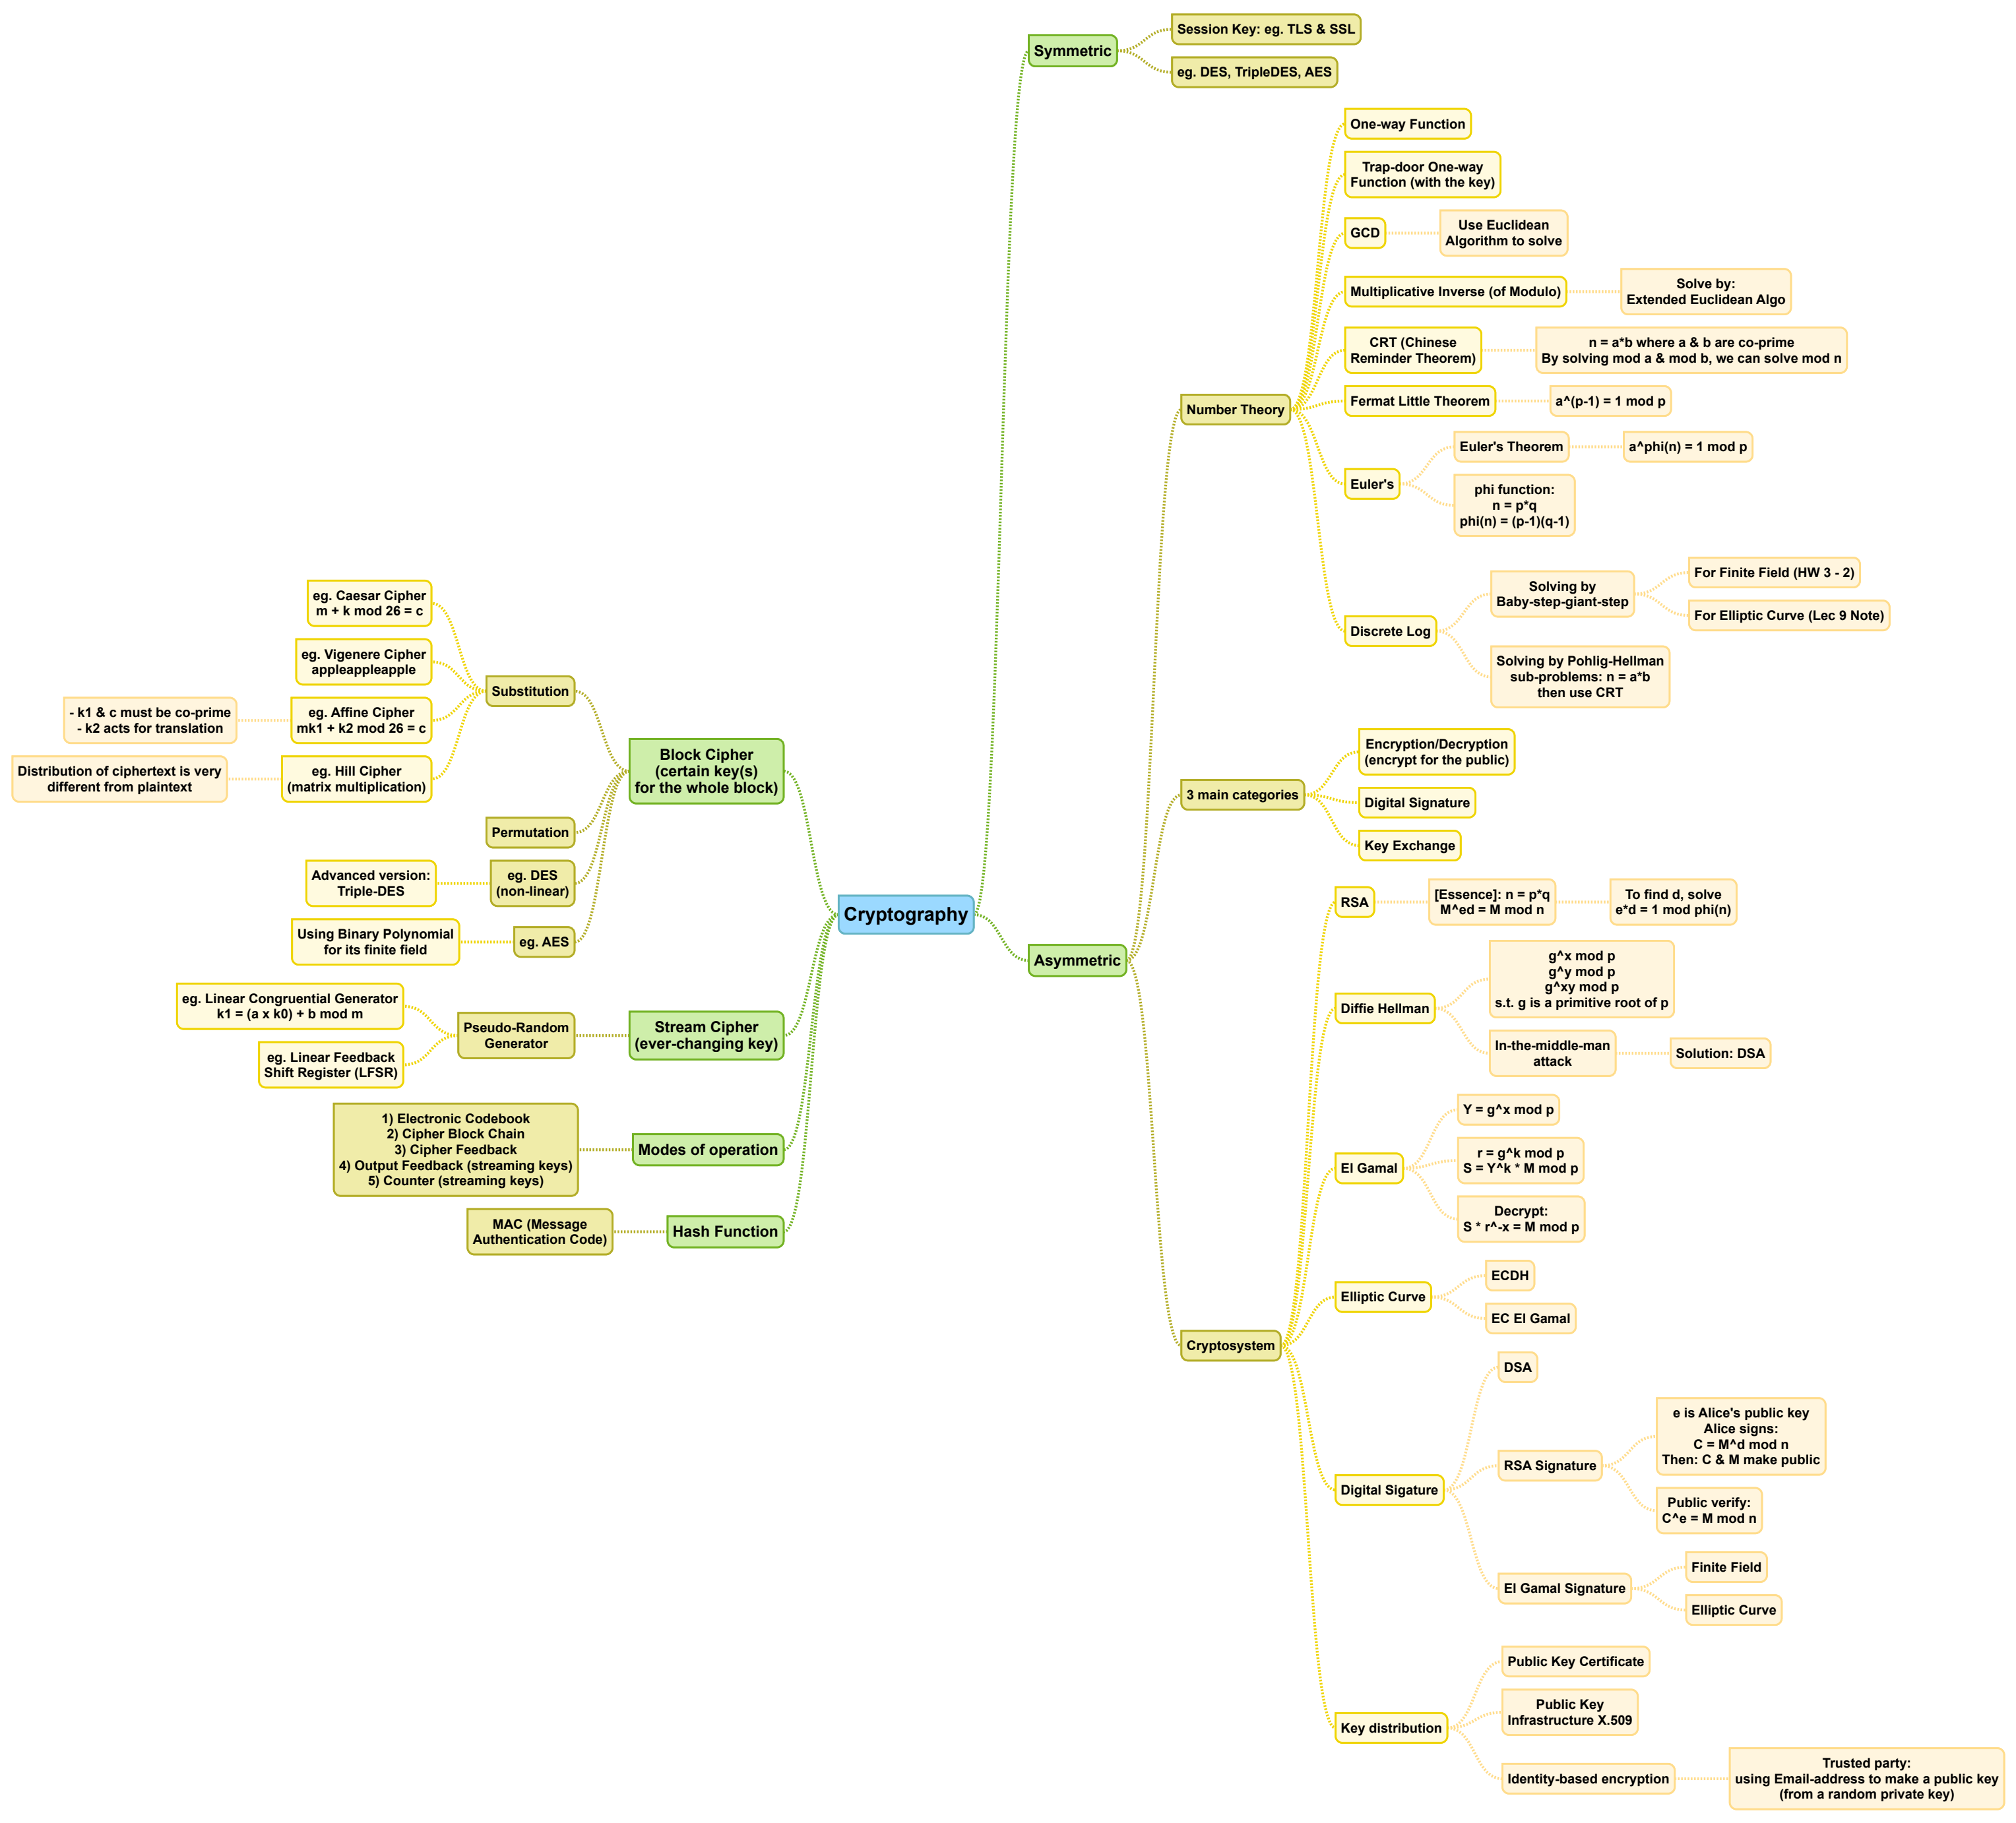 Cryptography
Symmetric
Session Key: eg. TLS & SSL
eg. DES, TripleDES, AES
Asymmetric
Number Theory
One-way Function
Trap-door One-way
Function (with the key)
GCD
Use Euclidean
Algorithm to solve
Multiplicative Inverse (of Modulo)
Solve by:
Extended Euclidean Algo
CRT (Chinese
Reminder Theorem)
n = a*b where a & b are co-prime
By solving mod a & mod b, we can solve mod n
Fermat Little Theorem
a^(p-1) = 1 mod p
Euler's
Euler's Theorem
a^phi(n) = 1 mod p
phi function:
n = p*q
phi(n) = (p-1)(q-1)
Discrete Log
Solving by
Baby-step-giant-step
For Finite Field (HW 3 - 2)
For Elliptic Curve (Lec 9 Note)
Solving by Pohlig-Hellman
sub-problems: n = a*b
then use CRT
3 main categories
Encryption/Decryption
(encrypt for the public)
Digital Signature
Key Exchange
Cryptosystem
RSA
[Essence]: n = p*q
M^ed = M mod n
To find d, solve
e*d = 1 mod phi(n)
Diffie Hellman
g^x mod p
g^y mod p
g^xy mod p
s.t. g is a primitive root of p
In-the-middle-man
attack
Solution: DSA
El Gamal
Y = g^x mod p
r = g^k mod p
S = Y^k * M mod p
Decrypt:
S * r^-x = M mod p
Elliptic Curve
ECDH
EC El Gamal
Digital Sigature
DSA
RSA Signature
e is Alice's public key
Alice signs:
C = M^d mod n
Then: C & M make public
Public verify:
C^e = M mod n
El Gamal Signature
Finite Field
Elliptic Curve
Key distribution
Public Key Certificate
Public Key
Infrastructure X.509
Identity-based encryption
Trusted party:
using Email-address to make a public key
(from a random private key)
Block Cipher
(certain key(s)
for the whole block)
Substitution
eg. Caesar Cipher
m + k mod 26 = c
eg. Vigenere Cipher
appleappleapple
eg. Affine Cipher
mk1 + k2 mod 26 = c
- k1 & c must be co-prime
- k2 acts for translation
eg. Hill Cipher
(matrix multiplication)
Distribution of ciphertext is very
different from plaintext
Permutation
eg. DES
(non-linear)
Advanced version:
Triple-DES
eg. AES
Using Binary Polynomial
for its finite field
Stream Cipher
(ever-changing key)
Pseudo-Random
Generator
eg. Linear Congruential Generator
k1 = (a x k0) + b mod m
eg. Linear Feedback
Shift Register (LFSR)
Modes of operation
1) Electronic Codebook
2) Cipher Block Chain
3) Cipher Feedback
4) Output Feedback (streaming keys)
5) Counter (streaming keys)
Hash Function
MAC (Message
Authentication Code)